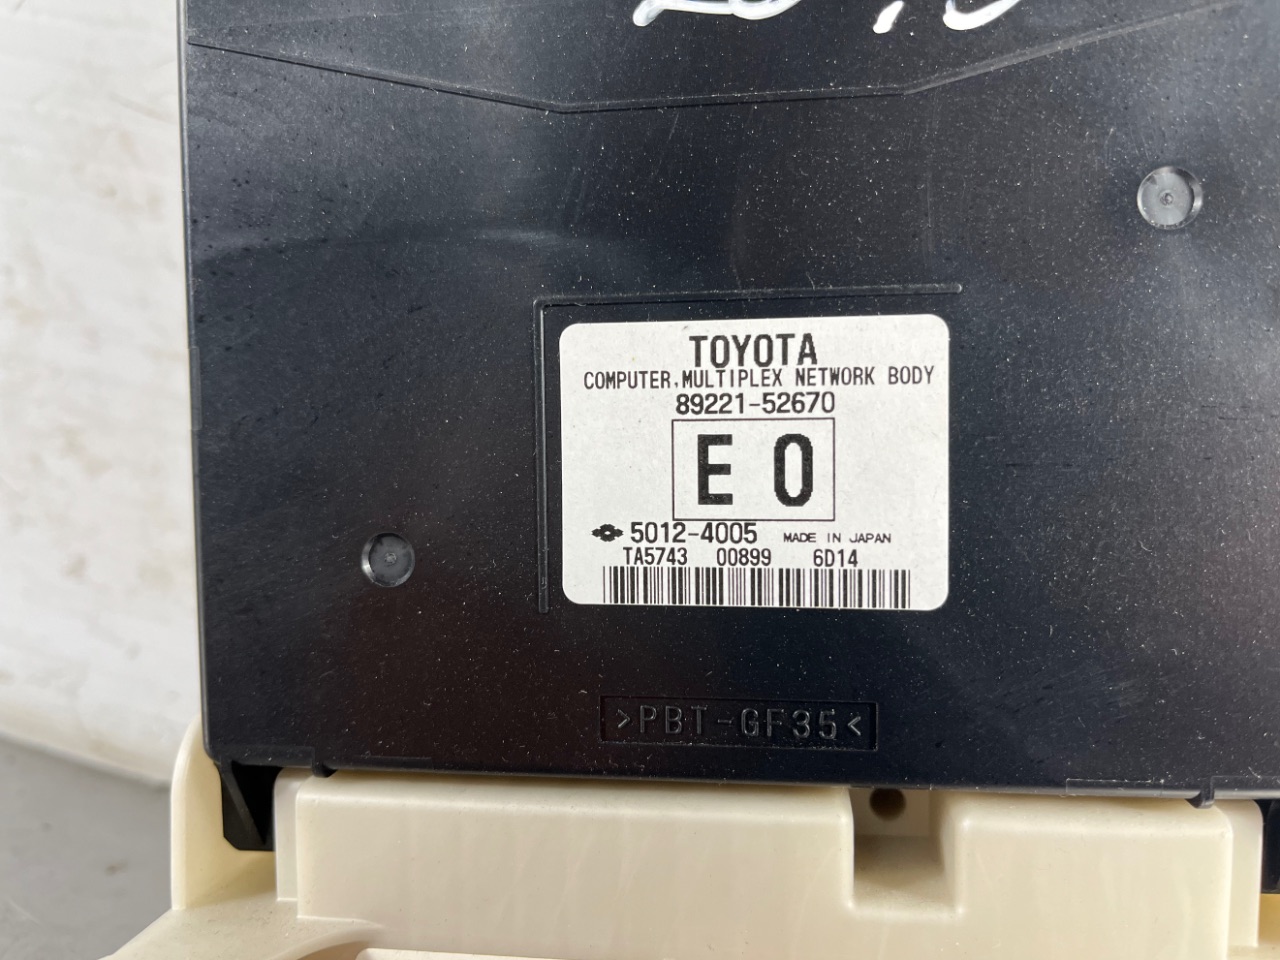 TOYOTA
COMPUTER,MULTIPLEX NETWORK BODY
89221-52670
E 0
5012-4005 MADE IN JAPAN
TA5743 00899 6D14
>PBT-GF35<